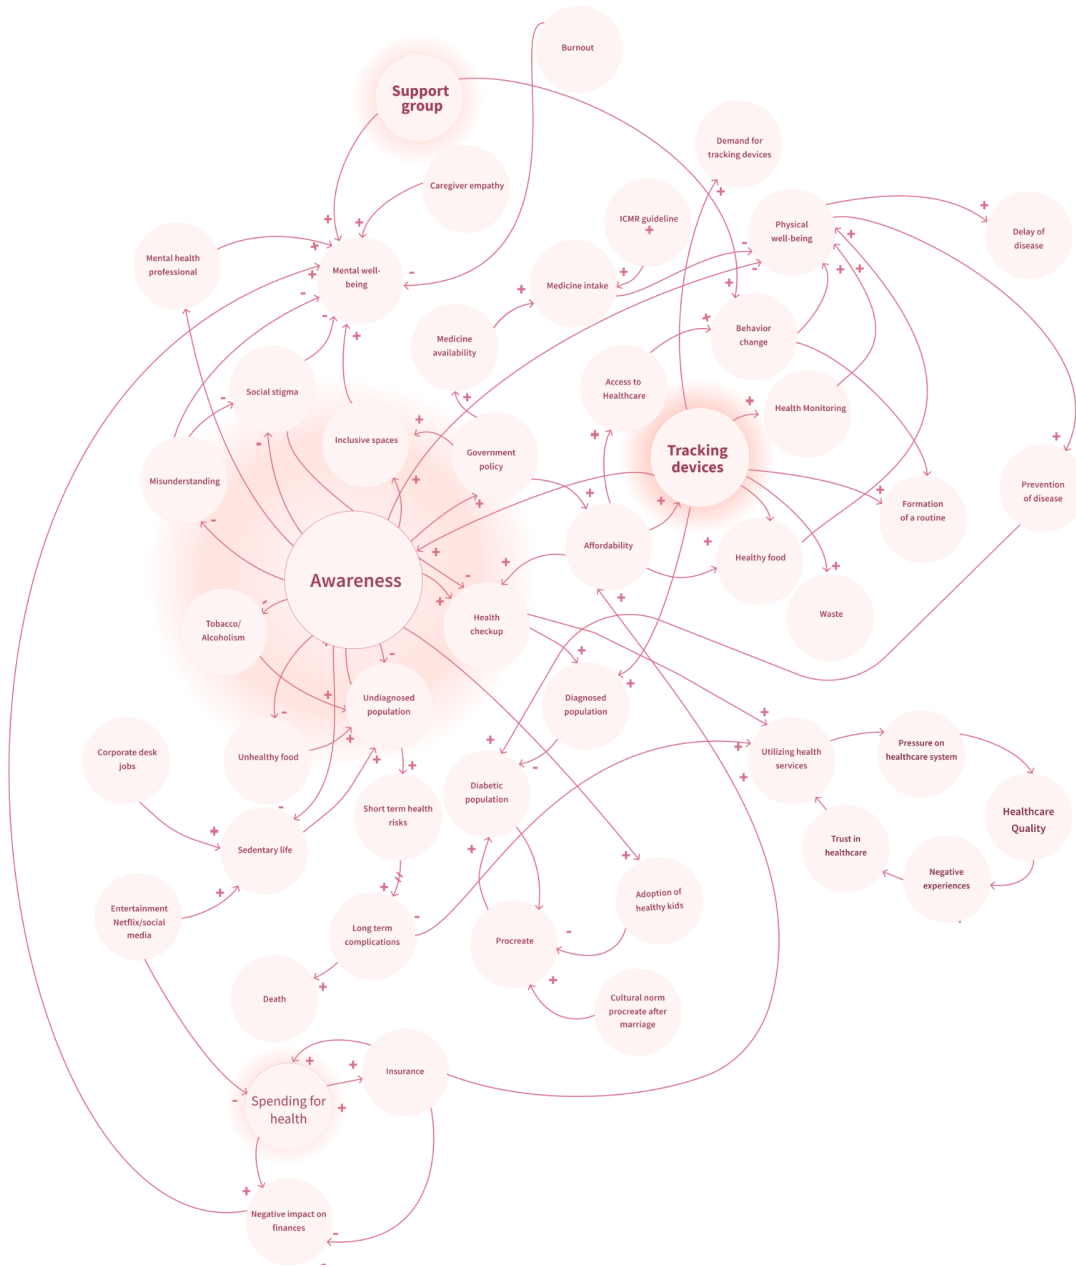 Burnout
Support
group
Demand for
tracking devices
Caregiver empathy
ICMR guideline
Physical
well-being
Delay of
disease
Mental health
professional
Mental well-
being
Medicine intake
Medicine
availability
Behavior
change
Social stigma
Access to
Healthcare
Health Monitoring
Inclusive spaces
Government
policy
Tracking
devices
Misunderstanding
Prevention
of disease
Formation
of a routine
Affordability
Healthy food
Awareness
Waste
Tobacco/
Alcoholism
Health
checkup
Undiagnosed
population
Diagnosed
population
Corporate desk
jobs
Unhealthy food
Utilizing health
services
Pressure on
healthcare system
Diabetic
population
Short term health
risks
Healthcare
Quality
Sedentary life
Trust in
healthcare
Negative
experiences
Adoption of
healthy kids
Entertainment
Netflix/social
media
Long term
complications
Procreate
Death
Cultural norm
procreate after
marriage
Insurance
Spending for
health
Negative impact on
finances